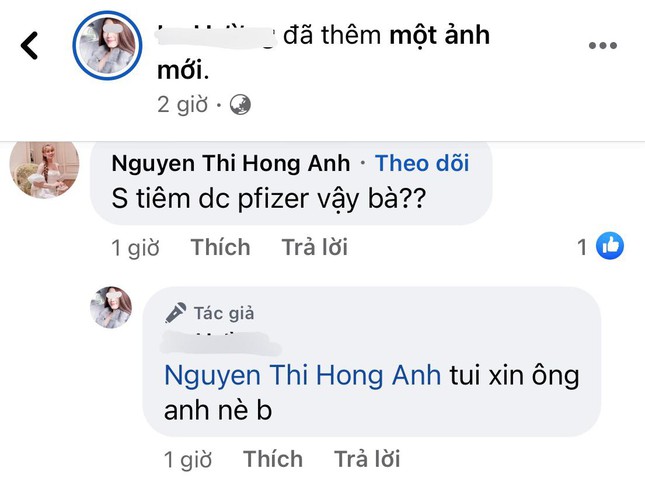 đã thêm một ảnh
mới.
2 giờ ·
Nguyen Thi Hong Anh · Theo dõi
S tiêm dc pfizer vậy bà??
1 giờ Thích Trả lời 1
Tác giả
Nguyen Thi Hong Anh tui xin ông
anh nè b
1 giờ Thích Trả lời